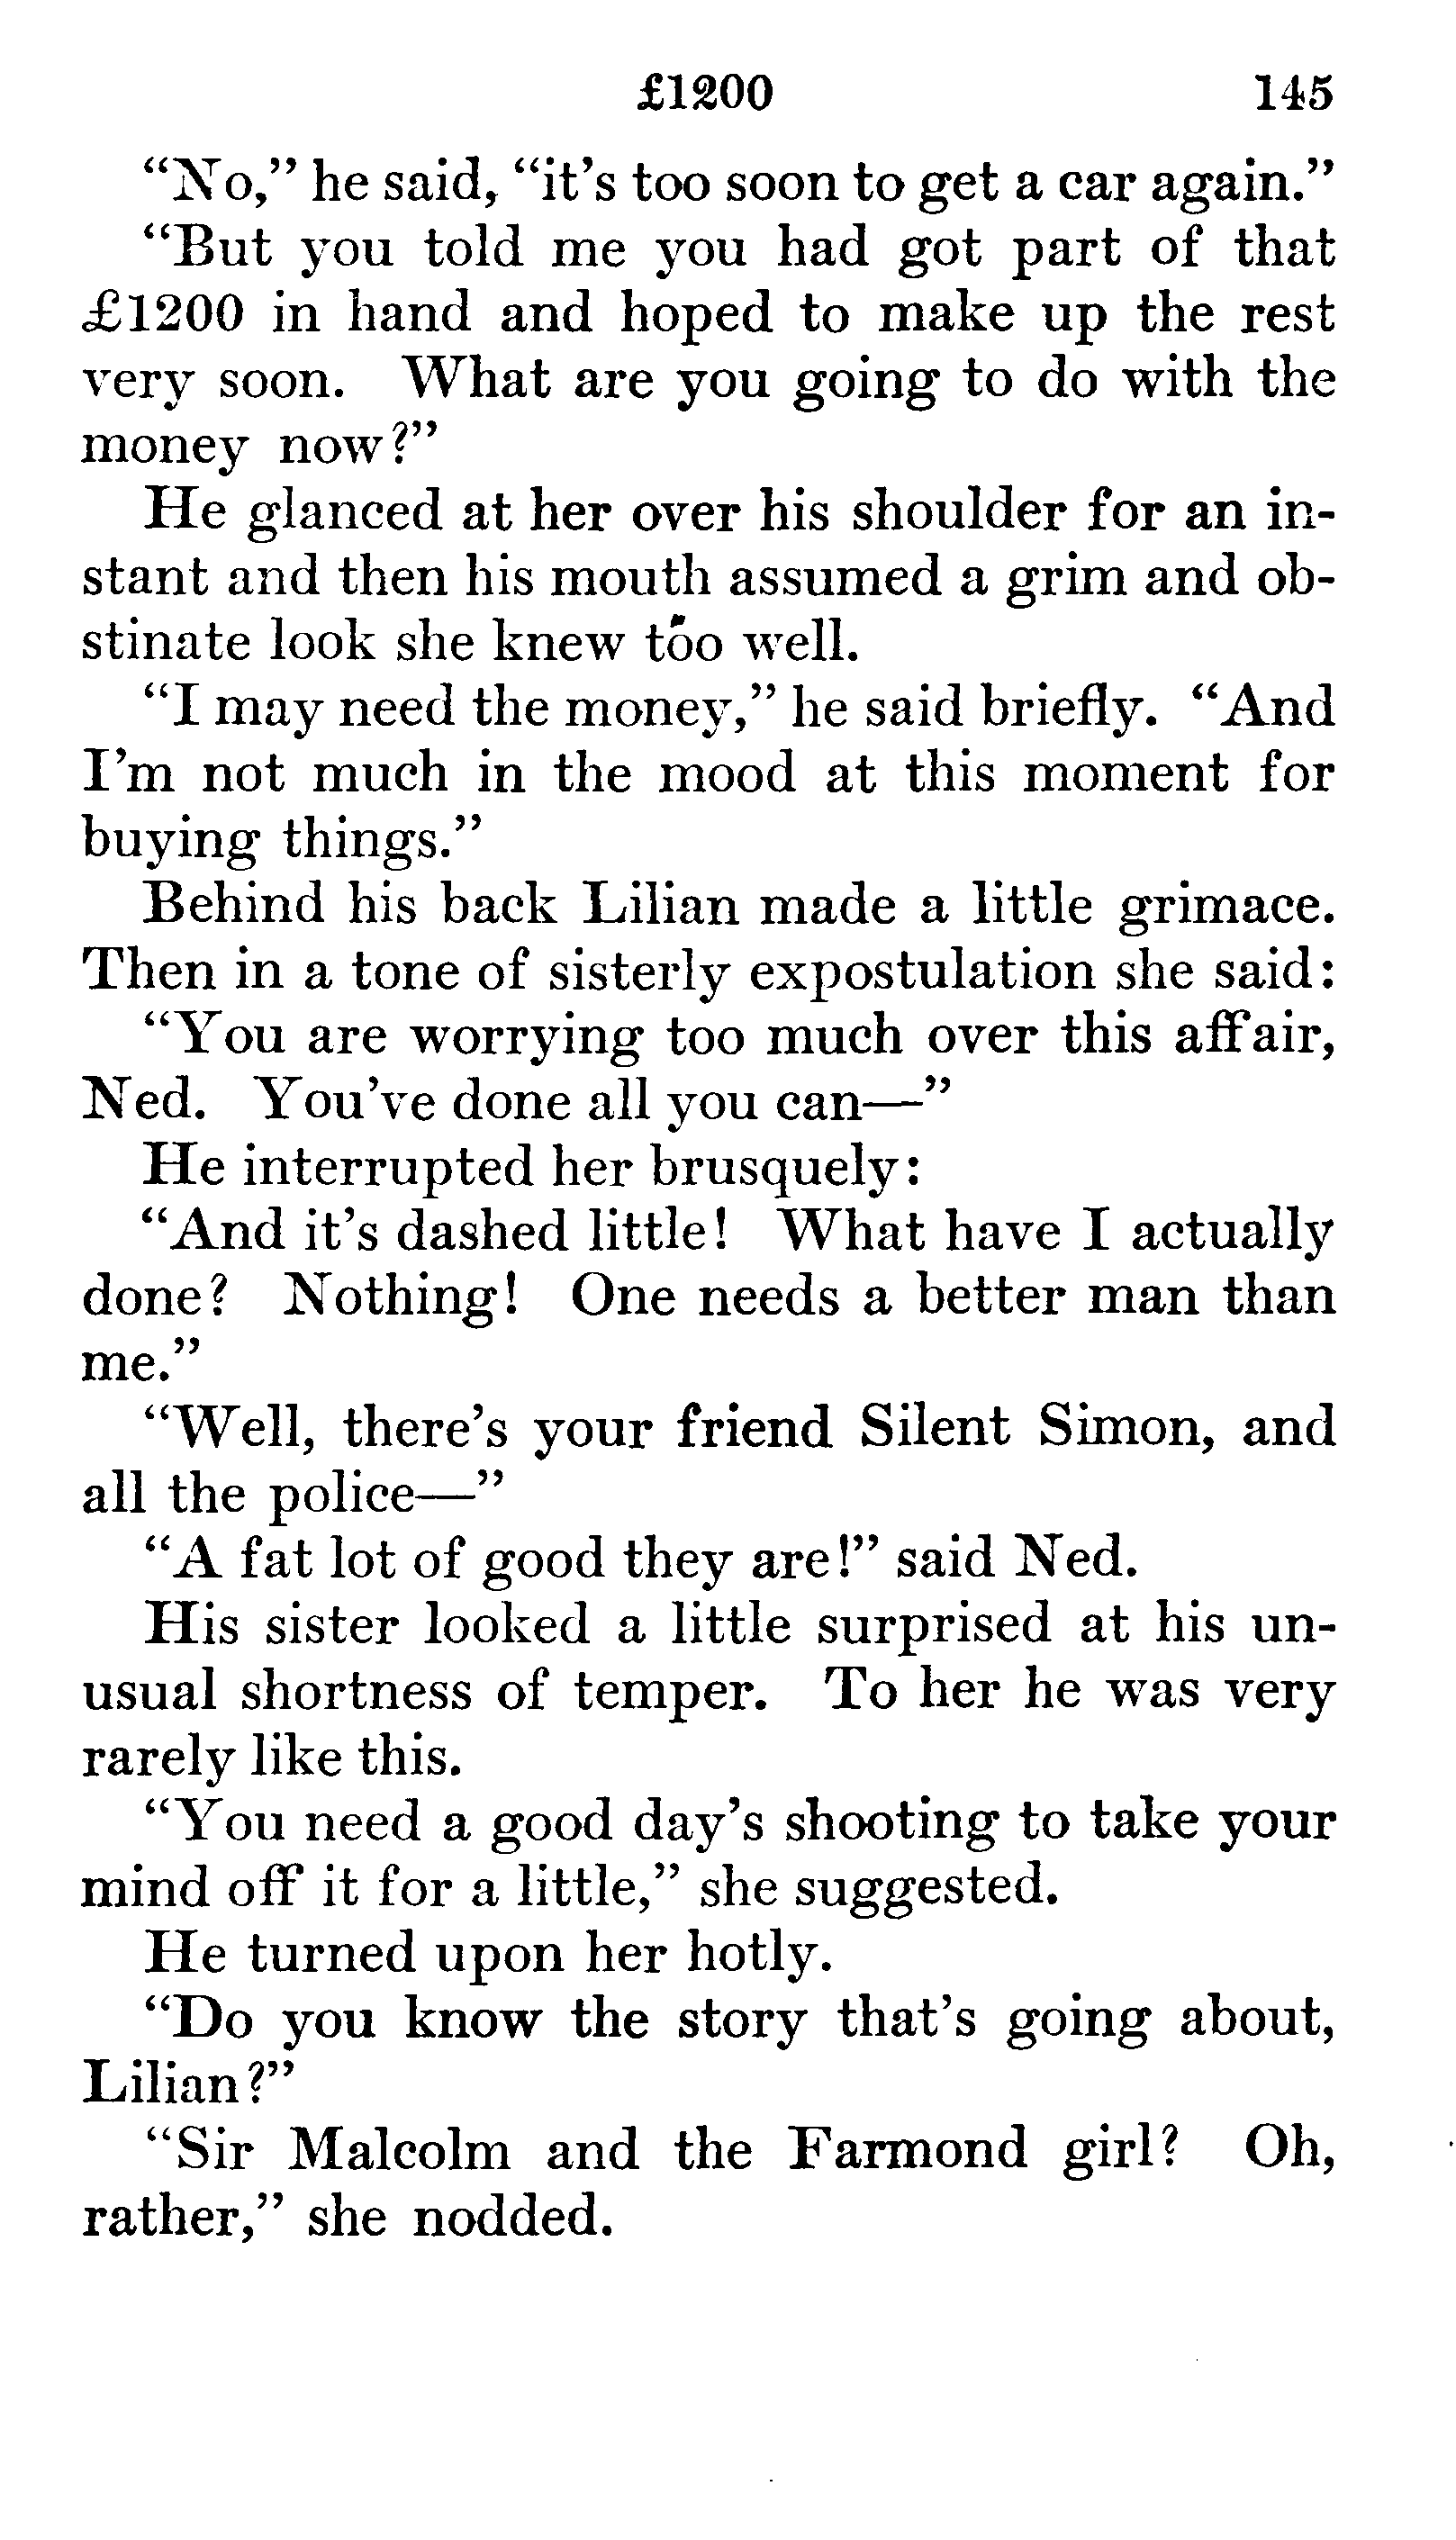 £1200 145
“No,” he said, “it’s too soon to get a car again.”
“But you told me you had got part of that
£1200 in hand and hoped to make up the rest
very soon. What are you going to do with the
money now?”
He glanced at her over his shoulder for an in-
stant and then his mouth assumed a grim and ob-
stinate look she knew too well.
“I may need the money,” he said briefly. “And
I’m not much in the mood at this moment for
buying things.”
Behind his back Lilian made a little grimace.
Then in a tone of sisterly expostulation she said:
“You are worrying too much over this affair,
Ned. You’ve done all you can—”
He interrupted her brusquely:
“And it’s dashed little! What have I actually
done? Nothing! One needs a better man than
me.”
“Well, there’s your friend Silent Simon, and
all the police—”
“A fat lot of good they are!” said Ned.
His sister looked a little surprised at his un-
usual shortness of temper. To her he was very
rarely like this.
“You need a good day’s shooting to take your
mind off it for a little,” she suggested.
He turned upon her hotly.
“Do you know the story that’s going about,
Lilian?”
“Sir Malcolm and the Farmond girl? Oh,
rather,” she nodded.